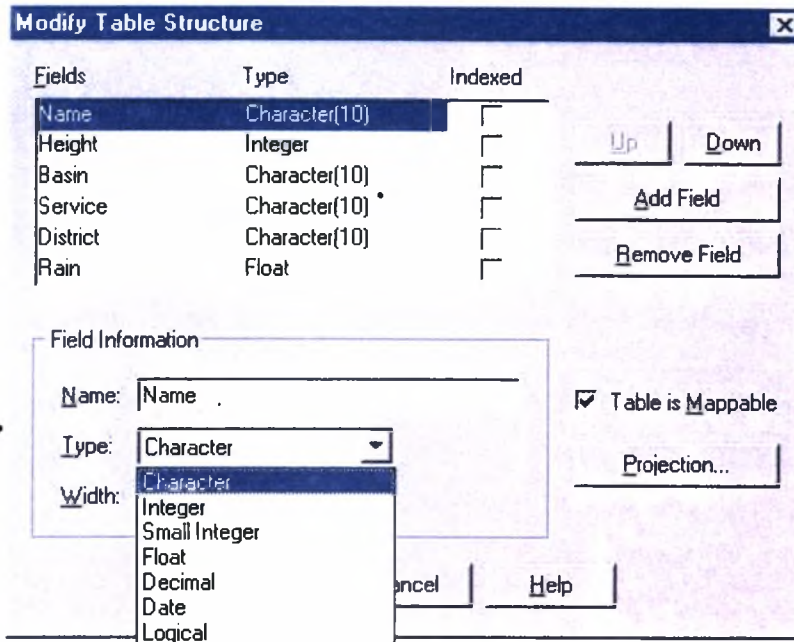 Modify Table Structure
Fields Type Indexed
Name Character(10)
Height Integer
Basin Character(10)
Service Character(10)
District Character(10)
Rain Float
Up Down
Add Field
Remove Field
Field Information
Name: Name
Type: Character
Width:
Character
Integer
Small Integer
Float
Decimal
Date
Logical
Table is Mappable
Projection...
ancel Help